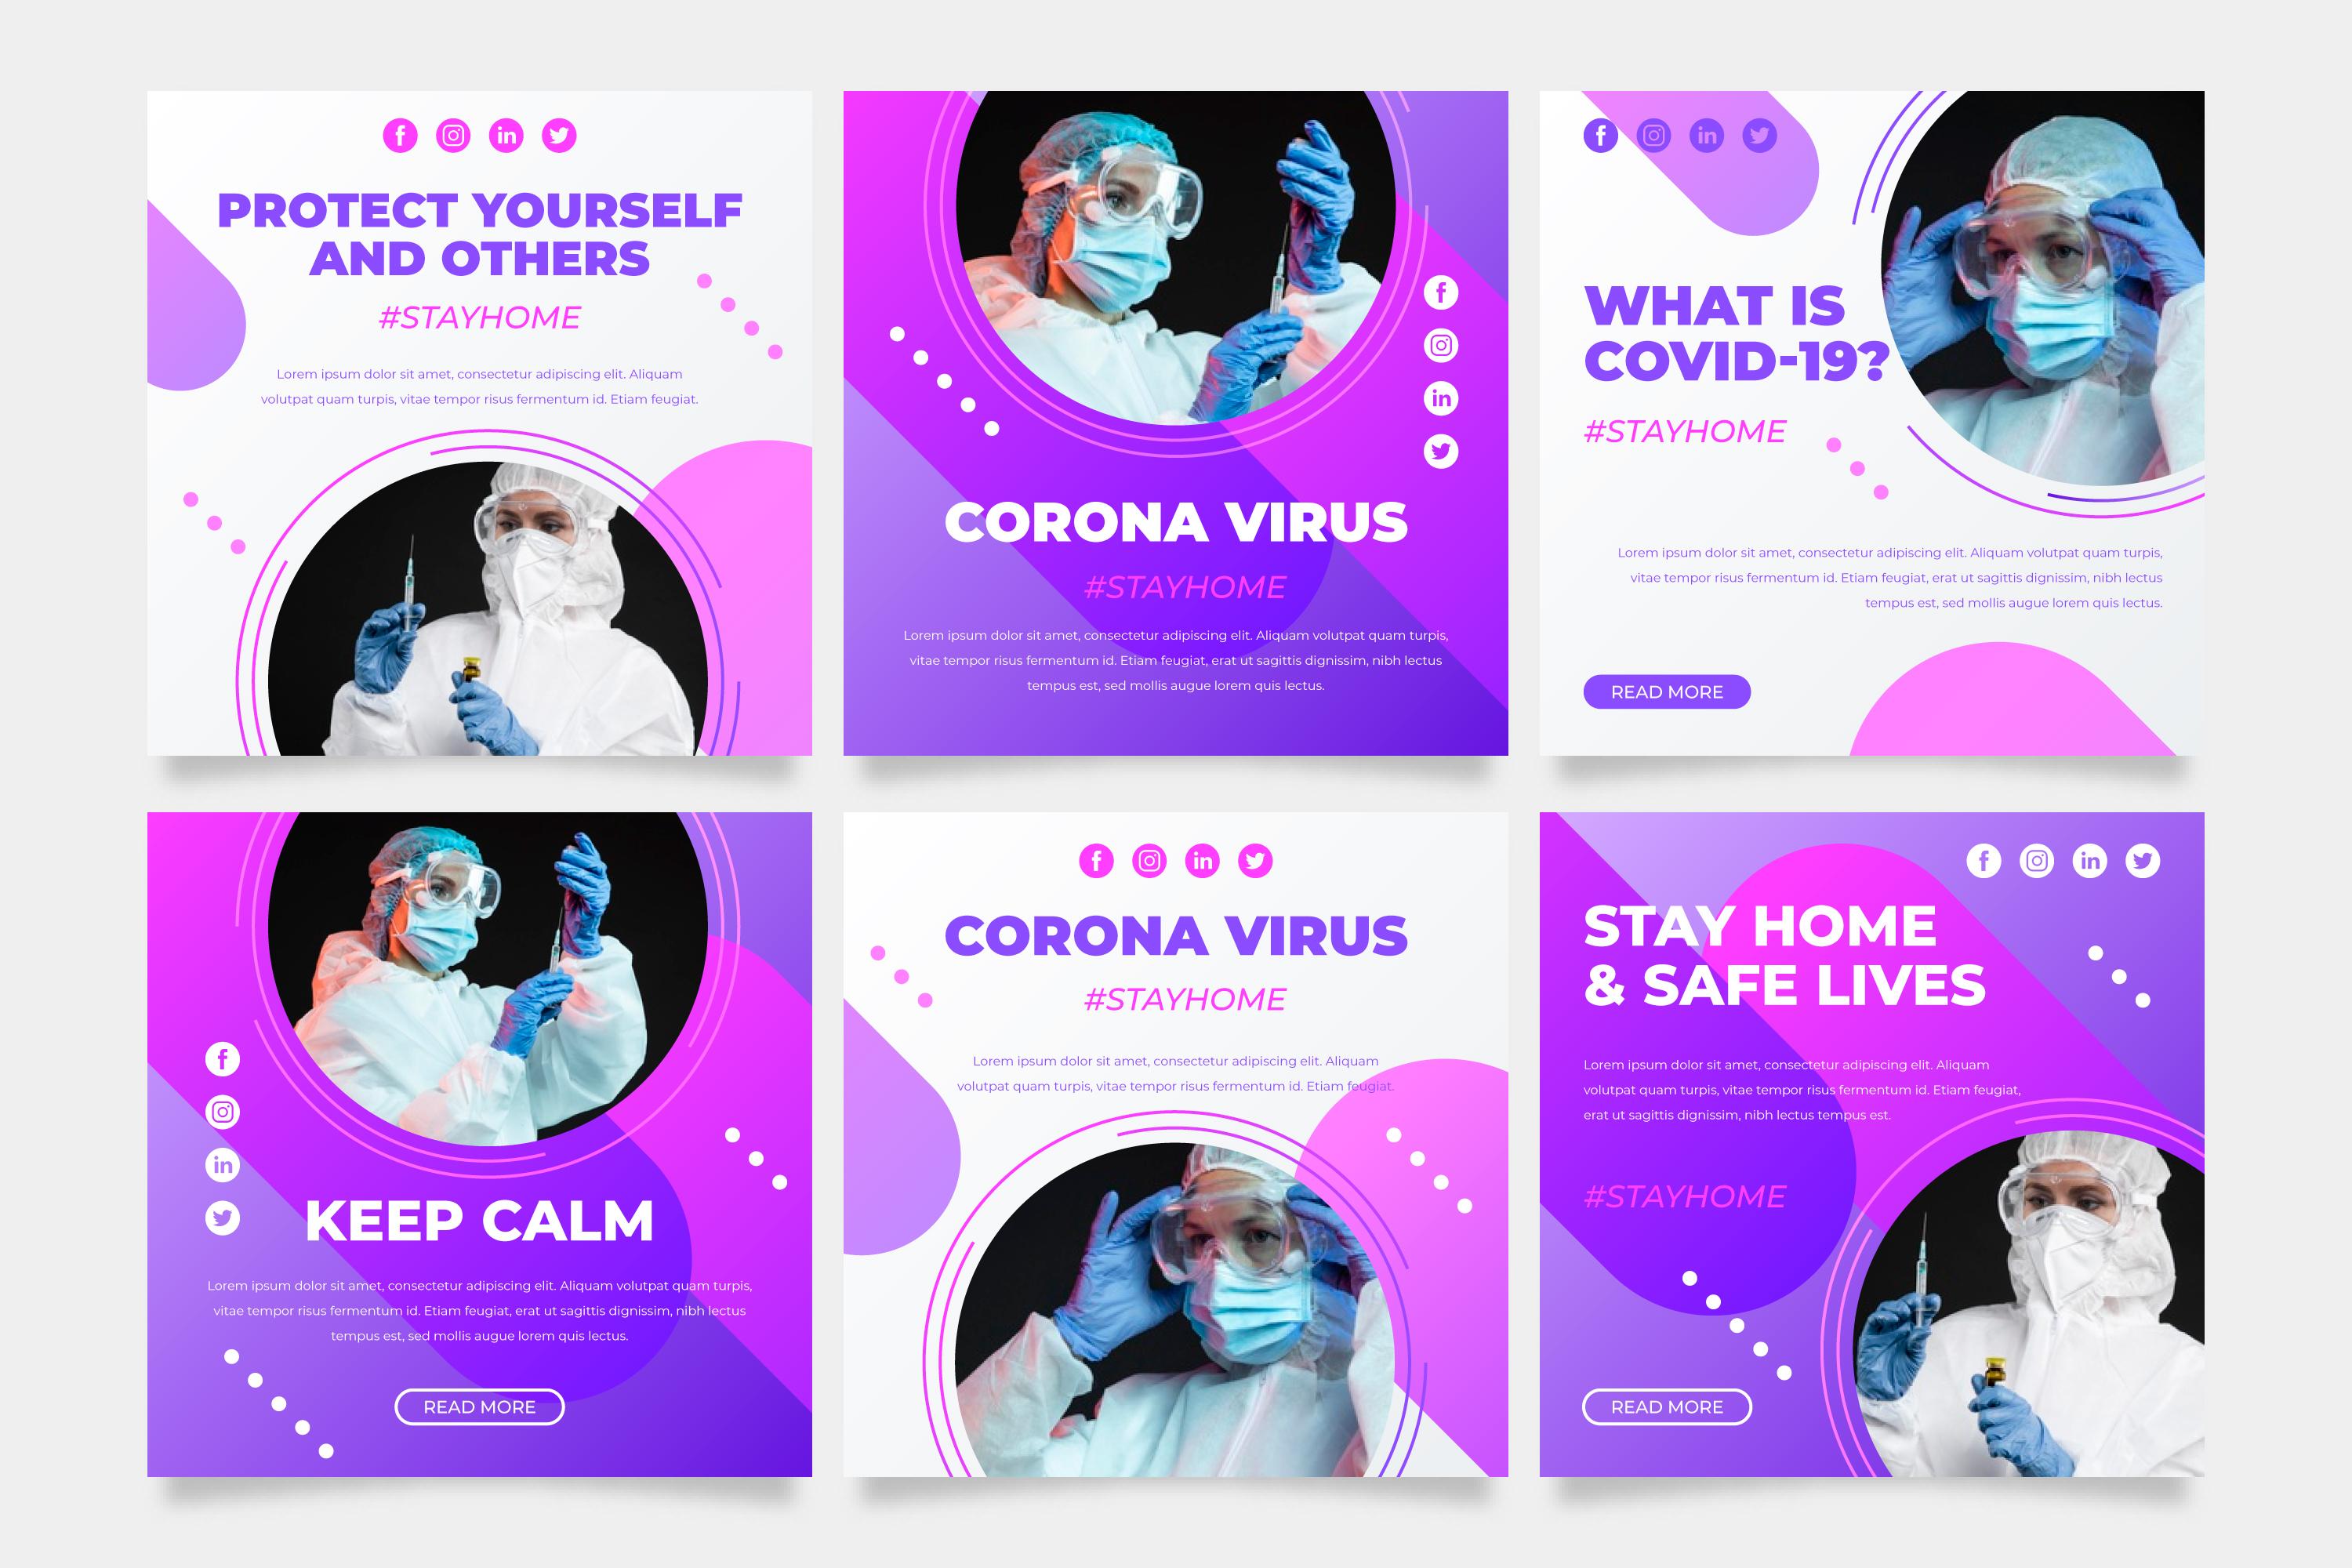 PROTECT YOURSELF
AND OTHERS
#STAYHOME
Lorem ipsum dolor sit amet, consectetur adipiscing elit. Aliquam
volutpat quam turpis, vitae tempor risus fermentum id. Etiam feugiat.
CORONA VIRUS
#STAYHOME
Lorem ipsum dolor sit amet, consectetur adipiscing elit. Aliquam volutpat quam turpis,
vitae tempor risus fermentum id. Etiam feugiat, erat ut sagittis dignissim, nibh lectus
tempus est, sed mollis augue lorem quis lectus.
WHAT IS
COVID-19?
#STAYHOME
Lorem ipsum dolor sit amet, consectetur adipiscing elit. Aliquam volutpat quam turpis,
vitae tempor risus fermentum id. Etiam feugiat, erat ut sagittis dignissim, nibh lectus
tempus est, sed mollis augue lorem quis lectus.
READ MORE
KEEP CALM
Lorem ipsum dolor sit amet, consectetur adipiscing elit. Aliquam volutpat quam turpis,
vitae tempor risus fermentum id. Etiam feugiat, erat ut sagittis dignissim, nibh lectus
tempus est, sed mollis augue lorem quis lectus.
READ MORE
CORONA VIRUS
#STAYHOME
Lorem ipsum dolor sit amet, consectetur adipiscing elit. Aliquam
volutpat quam turpis, vitae tempor risus fermentum id. Etiam feugiat.
STAY HOME
& SAFE LIVES
Lorem ipsum dolor sit amet, consectetur adipiscing elit. Aliquam
volutpat quam turpis, vitae tempor risus fermentum id. Etiam feugiat,
erat ut sagittis dignissim, nibh lectus tempus est.
#STAYHOME
READ MORE